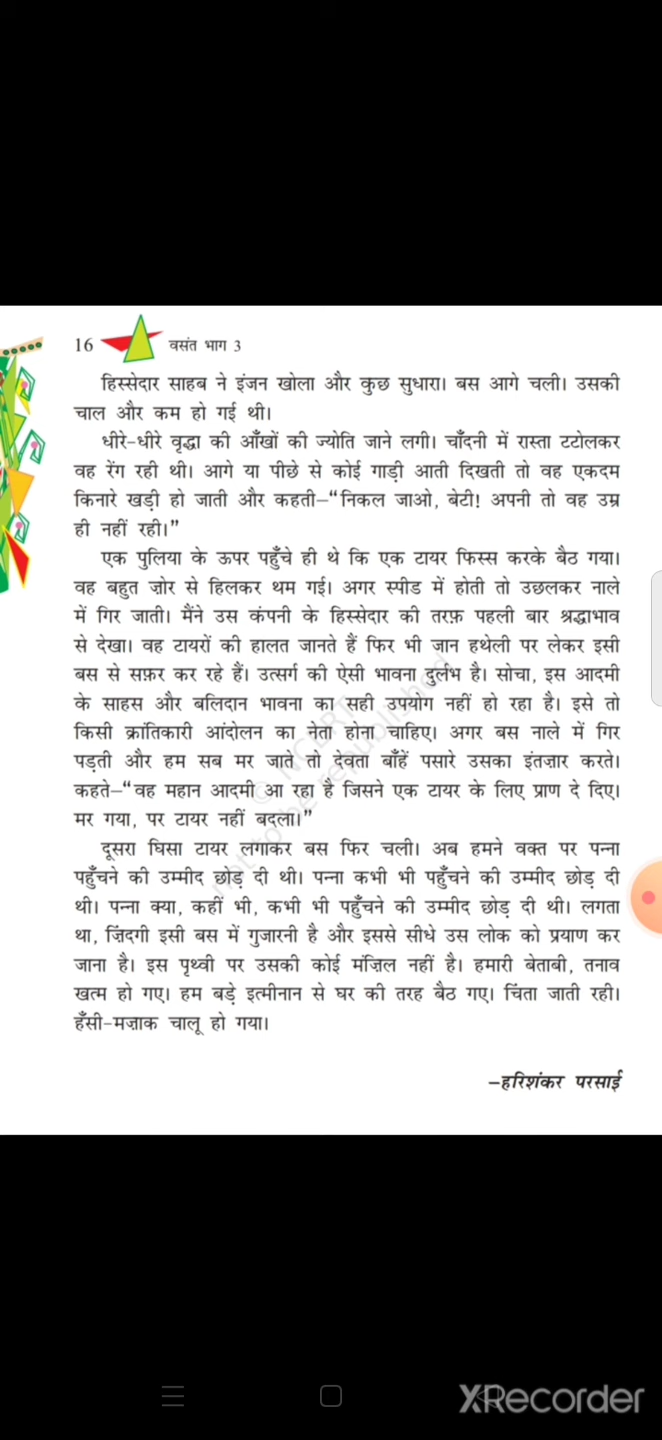 16 वसंत भाग 3
हिस्सेदार साहब ने इंजन खोला और कुछ सुधारा। बस आगे चली। उसकी
चाल और कम हो गई थी।
धीरे-धीरे वृद्धा की आँखों की ज्योति जाने लगी। चाँदनी में रास्ता टटोलकर
वह रेंग रही थी। आगे या पीछे से कोई गाड़ी आती दिखती तो वह एकदम
किनारे खड़ी हो जाती और कहती–“निकल जाओ, बेटी! अपनी तो वह उम्र
ही नहीं रही।”
एक पुलिया के ऊपर पहुँचे ही थे कि एक टायर फिस्स करके बैठ गया।
वह बहुत ज़ोर से हिलकर थम गई। अगर स्पीड में होती तो उछलकर नाले
में गिर जाती। मैंने उस कंपनी के हिस्सेदार की तरफ़ पहली बार श्रद्धाभाव
से देखा। वह टायरों की हालत जानते हैं फिर भी जान हथेली पर लेकर इसी
बस से सफ़र कर रहे हैं। उत्सर्ग की ऐसी भावना दुर्लभ है। सोचा, इस आदमी
के साहस और बलिदान भावना का सही उपयोग नहीं हो रहा है। इसे तो
किसी क्रांतिकारी आंदोलन का नेता होना चाहिए। अगर बस नाले में गिर
पड़ती और हम सब मर जाते तो देवता बाँहें पसारे उसका इंतज़ार करते।
कहते–“वह महान आदमी आ रहा है जिसने एक टायर के लिए प्राण दे दिए।
मर गया, पर टायर नहीं बदला।”
दूसरा घिसा टायर लगाकर बस फिर चली। अब हमने वक्त पर पन्ना
पहुँचने की उम्मीद छोड़ दी थी। पन्ना कभी भी पहुँचने की उम्मीद छोड़ दी
थी। पन्ना क्या, कहीं भी, कभी भी पहुँचने की उम्मीद छोड़ दी थी। लगता
था, ज़िंदगी इसी बस में गुजारनी है और इससे सीधे उस लोक को प्रयाण कर
जाना है। इस पृथ्वी पर उसकी कोई मंज़िल नहीं है। हमारी बेताबी, तनाव
खत्म हो गए। हम बड़े इत्मीनान से घर की तरह बैठ गए। चिंता जाती रही।
हँसी-मज़ाक चालू हो गया।
–हरिशंकर परसाई
© NCERT
not to be republished
XRecorder